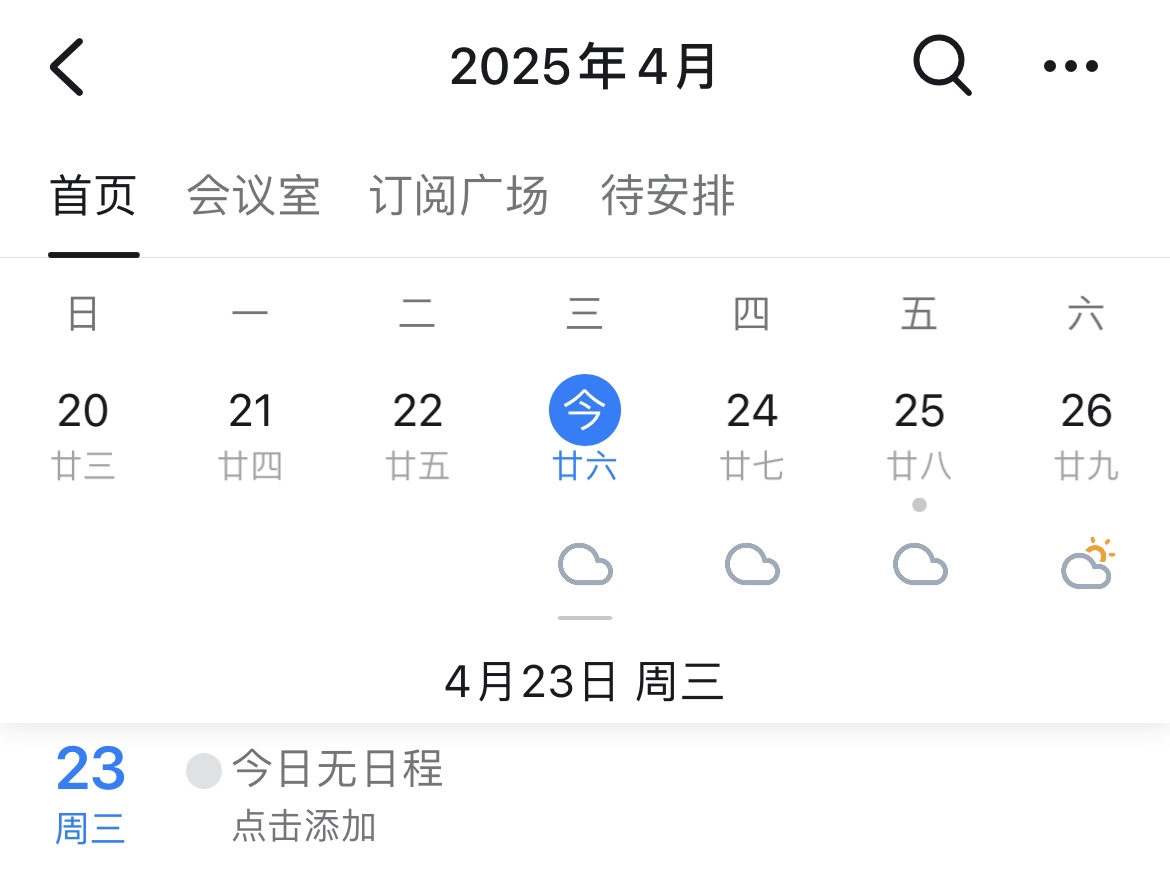 2025年4月
首页 会议室 订阅广场 待安排
日 一 二 三 四 五 六
20 21 22 今 24 25 26
廿三 廿四 廿五 廿六 廿七 廿八 廿九
4月23日 周三
23 今日无日程
周三 点击添加